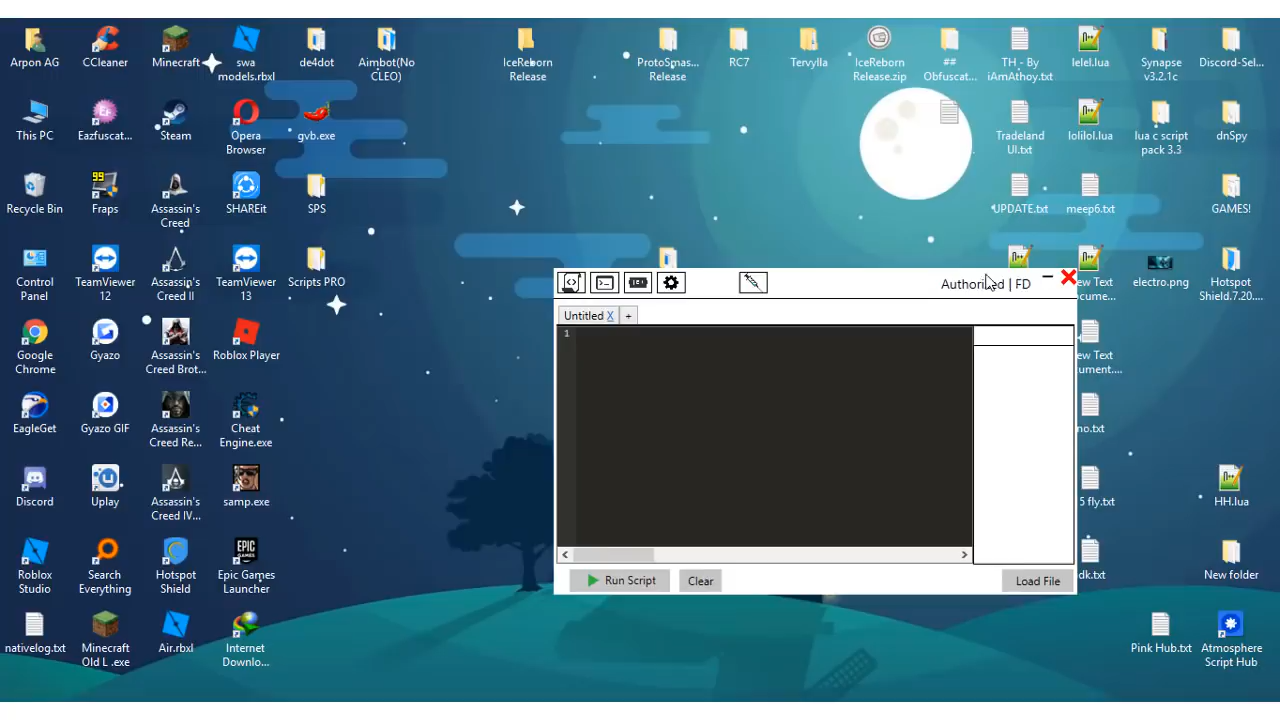 Arpon AG
CCleaner
Minecraft
swa
models.rbxl
de4dot
Aimbot(No
CLEO)
IceReborn
Release
ProtoSmas...
Release
RC7
Tervylla
IceReborn
Release.zip
##
Obfuscat...
TH - By
iAmAthoy.txt
lelel.lua
Synapse
v3.2.1c
Discord-Sel...
This PC
Eazfuscat...
Steam
Opera
Browser
gvb.exe
Tradeland
UI.txt
lolilol.lua
lua c script
pack 3.3
dnSpy
Recycle Bin
99
Fraps
Assassin's
Creed
SHAREit
SPS
UPDATE.txt
meep6.txt
GAMES!
Control
Panel
TeamViewer
12
Assassin's
Creed II
TeamViewer
13
Scripts PRO
Authorized | FD
ew Text
ocume...
electro.png
Hotspot
Shield.7.20...
Untitled X
+
1
Google
Chrome
Gyazo
Assassin's
Creed Brot...
Roblox Player
ew Text
ument....
EagleGet
Gyazo GIF
Assassin's
Creed Re...
Cheat
Engine.exe
no.txt
Discord
Uplay
Assassin's
Creed IV...
samp.exe
5 fly.txt
HH.lua
Roblox
Studio
Search
Everything
Hotspot
Shield
EPIC
GAMES
Epic Games
Launcher
Run Script
Clear
Load File
dk.txt
New folder
nativelog.txt
Minecraft
Old L .exe
Air.rbxl
Internet
Downlo...
Pink Hub.txt
Atmosphere
Script Hub